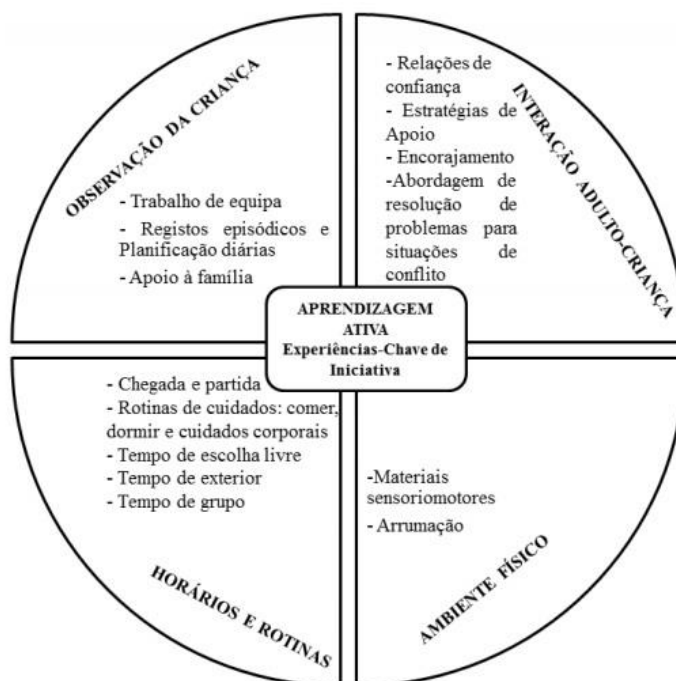 OBSERVAÇÃO DA CRIANÇA
- Trabalho de equipa
- Registos episódicos e
Planificação diárias
- Apoio à família
INTERAÇÃO ADULTO-CRIANÇA
- Relações de
confiança
- Estratégias de
Apoio
- Encorajamento
-Abordagem de
resolução de
problemas para
situações de
conflito
APRENDIZAGEM
ATIVA
Experiências-Chave de
Iniciativa
- Chegada e partida
- Rotinas de cuidados: comer,
dormir e cuidados corporais
- Tempo de escolha livre
- Tempo de exterior
- Tempo de grupo
HORÁRIOS E ROTINAS
-Materiais
sensoriomotores
- Arrumação
AMBIENTE FÍSICO